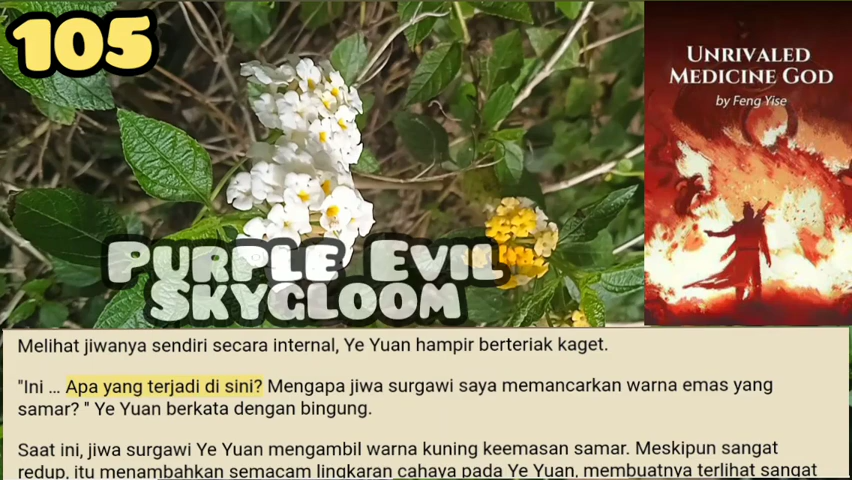 105
UNRIVALED
MEDICINE GOD
by Feng Yise
PURPLE EVIL
SKYGLOOM
Melihat jiwanya sendiri secara internal, Ye Yuan hampir berteriak kaget.
"Ini ... Apa yang terjadi di sini? Mengapa jiwa surgawi saya memancarkan warna emas yang
samar? " Ye Yuan berkata dengan bingung.
Saat ini, jiwa surgawi Ye Yuan mengambil warna kuning keemasan samar. Meskipun sangat
redup, itu menambahkan semacam lingkaran cahaya pada Ye Yuan, membuatnya terlihat sangat